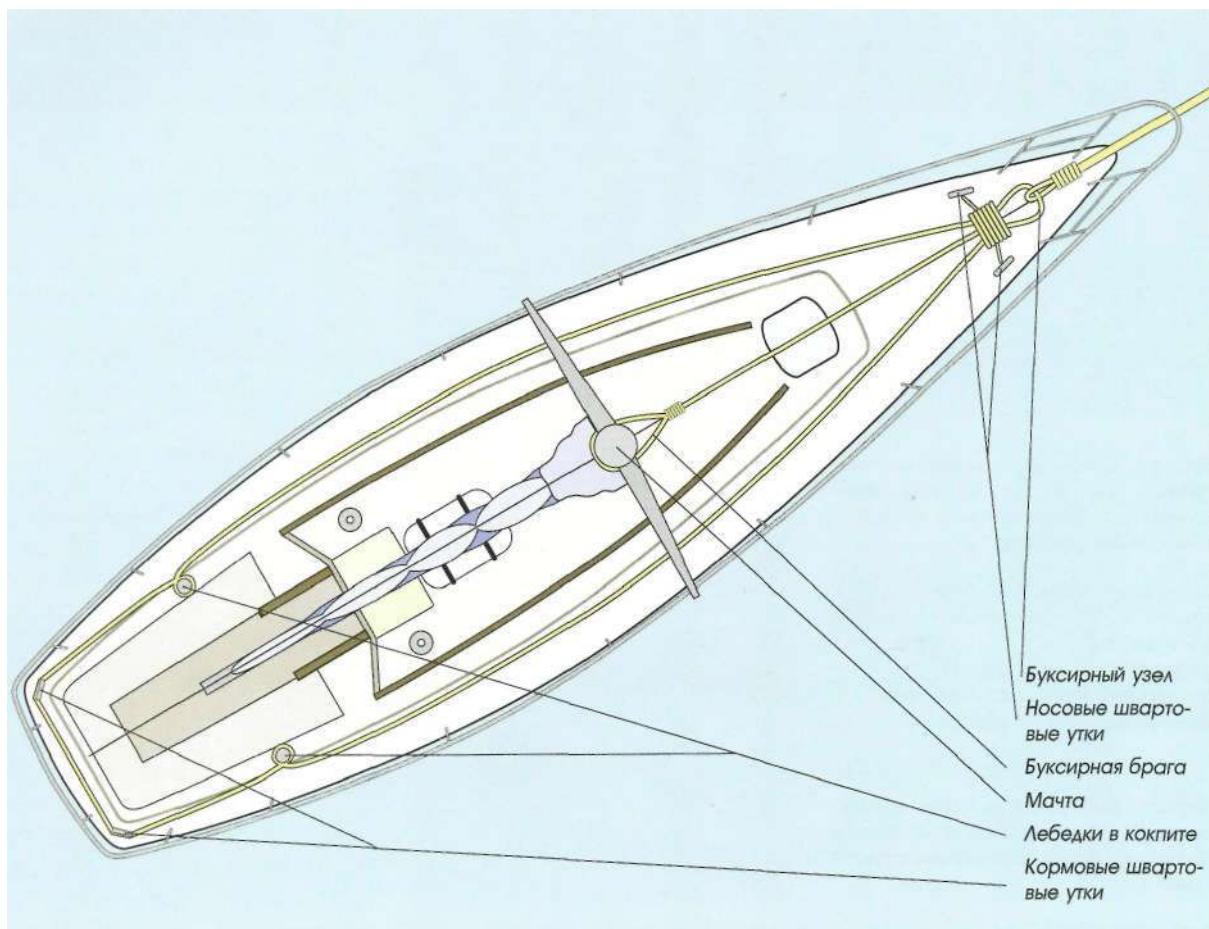 Буксирный узел
Носовые шварто-
вые утки
Буксирная брага
Мачта
Лебедки в кокпите
Кормовые шварто-
вые утки